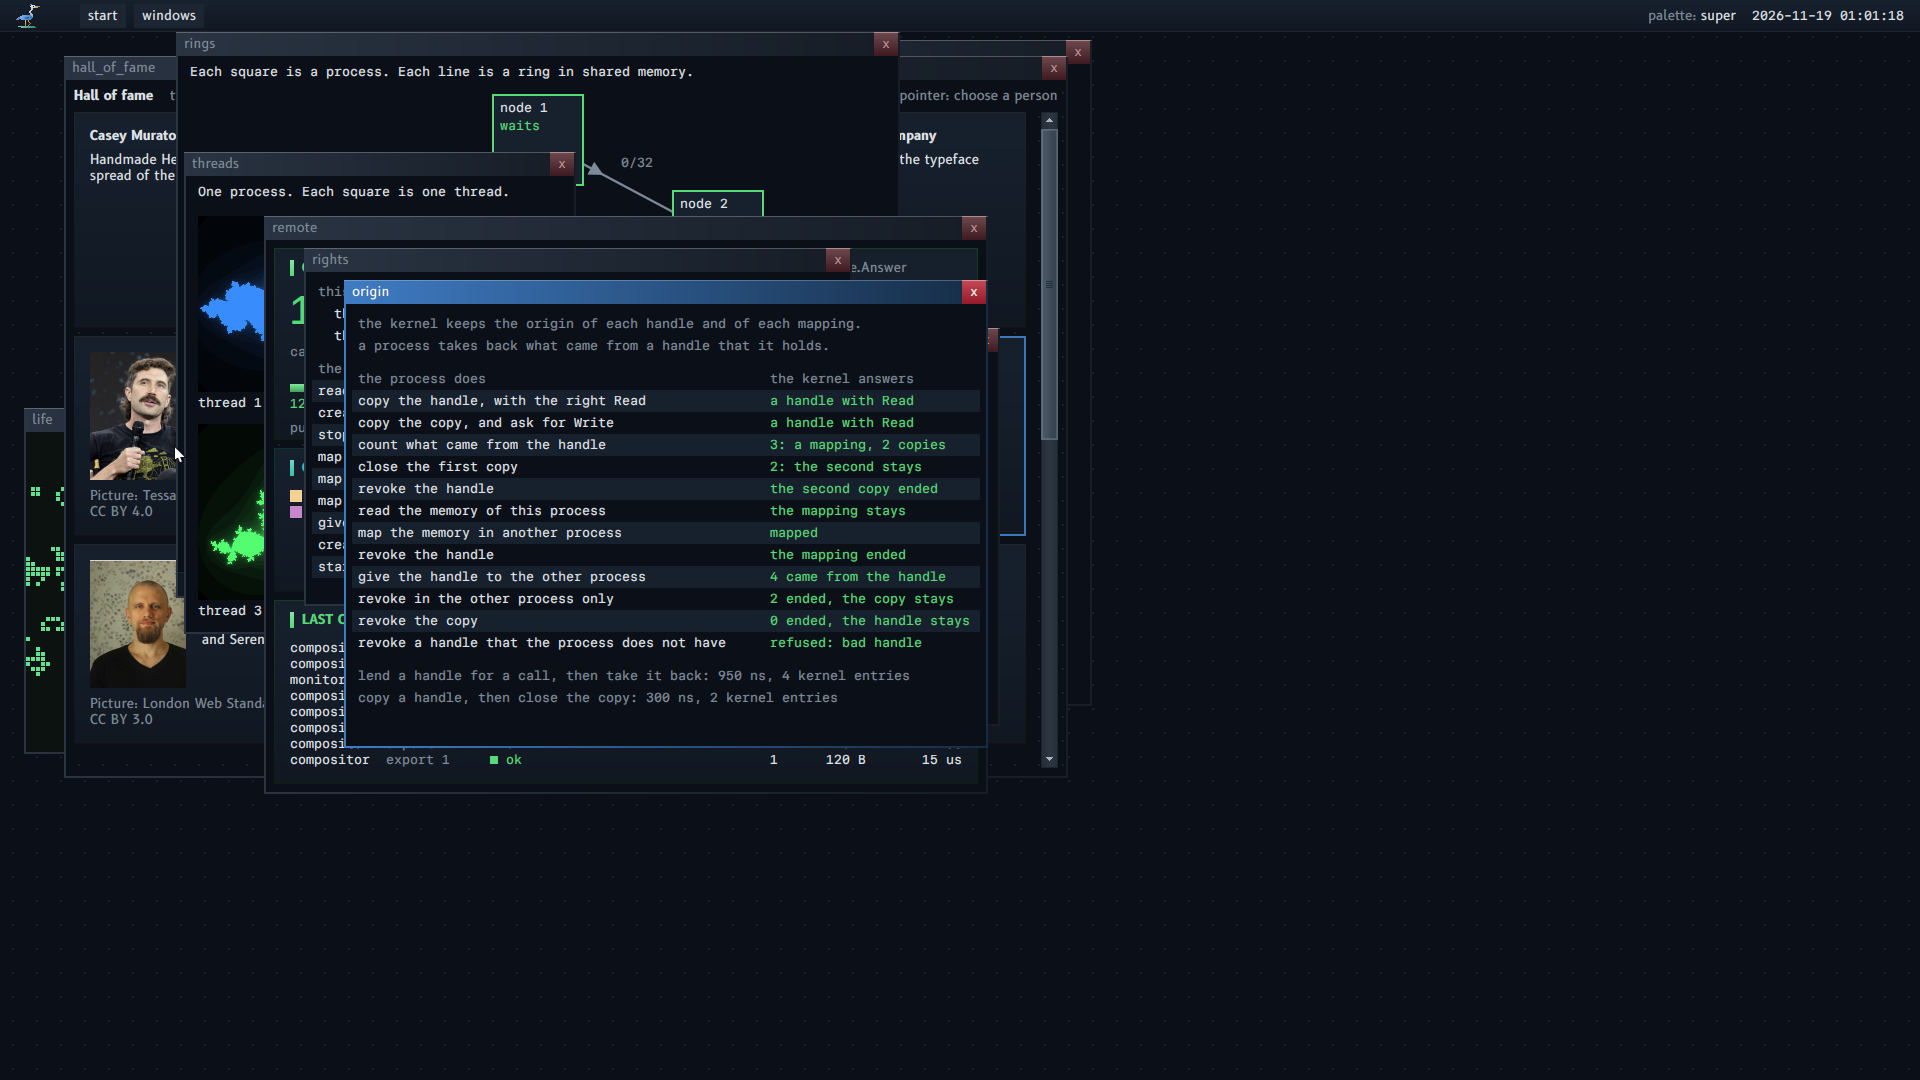 start windows palette: super 2026-11-19 01:01:18
rings x
x
hall_of_fame
x
Each square is a process. Each line is a ring in shared memory.
Hall of fame
pointer: choose a person
node 1
waits
Casey Murato
Handmade He
spread of the
the typeface
threads x
0/32
One process. Each square is one thread.
node 2
remote x
rights x
e.Answer
origin x
the kernel keeps the origin of each handle and of each mapping.
a process takes back what came from a handle that it holds.
the process does the kernel answers
copy the handle, with the right Read a handle with Read
copy the copy, and ask for Write a handle with Read
count what came from the handle 3: a mapping, 2 copies
close the first copy 2: the second stays
revoke the handle the second copy ended
read the memory of this process the mapping stays
map the memory in another process mapped
revoke the handle the mapping ended
give the handle to the other process 4 came from the handle
revoke in the other process only 2 ended, the copy stays
revoke the copy 0 ended, the handle stays
revoke a handle that the process does not have refused: bad handle
lend a handle for a call, then take it back: 950 ns, 4 kernel entries
copy a handle, then close the copy: 300 ns, 2 kernel entries
the
map
map
map
thread 1
life
Picture: Tessa
CC BY 4.0
thread 3
and Seren
Picture: London Web Standa
CC BY 3.0
LAST C
composi
composi
monitor
composi
composi
composi
composi
compositor export 1 ok 1 120 B 15 us